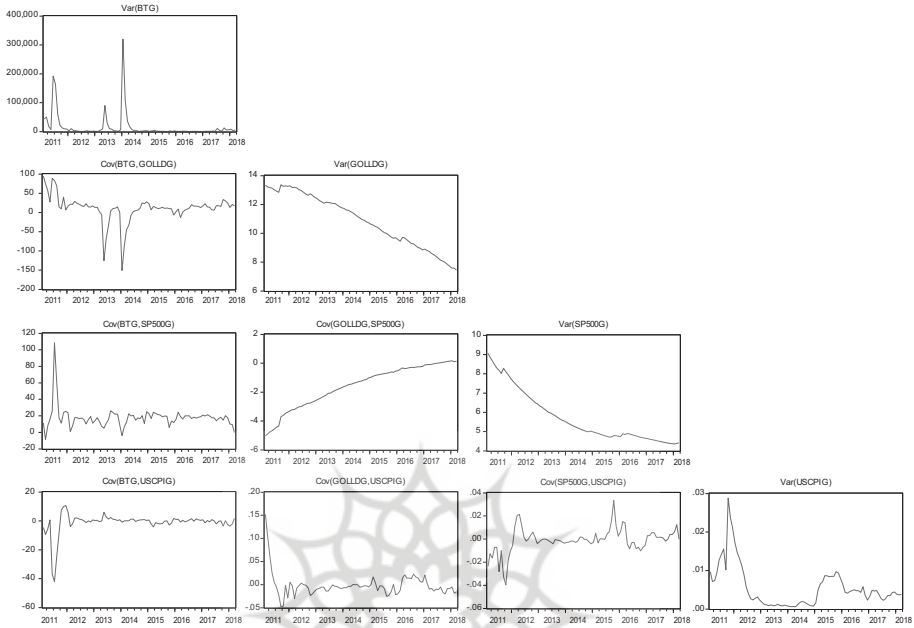 Var(BTG)
400,000
300,000
200,000
100,000
0
2011 2012 2013 2014 2015 2016 2017 2018
Cov(BTG,GOLLDG)
100
50
0
-50
-100
-150
-200
2011 2012 2013 2014 2015 2016 2017 2018
Var(GOLLDG)
14
12
10
8
6
2011 2012 2013 2014 2015 2016 2017 2018
Cov(BTG,SP500G)
120
100
80
60
40
20
0
-20
2011 2012 2013 2014 2015 2016 2017 2018
Cov(GOLLDG,SP500G)
2
0
-2
-4
-6
2011 2012 2013 2014 2015 2016 2017 2018
Var(SP500G)
10
9
8
7
6
5
4
2011 2012 2013 2014 2015 2016 2017 2018
Cov(BTG,USCPIG)
20
0
-20
-40
-60
2011 2012 2013 2014 2015 2016 2017 2018
Cov(GOLLDG,USCPIG)
.20
.15
.10
.05
.00
-.05
2011 2012 2013 2014 2015 2016 2017 2018
Cov(SP500G,USCPIG)
.04
.02
.00
-.02
-.04
-.06
2011 2012 2013 2014 2015 2016 2017 2018
Var(USCPIG)
.03
.02
.01
.00
2011 2012 2013 2014 2015 2016 2017 2018